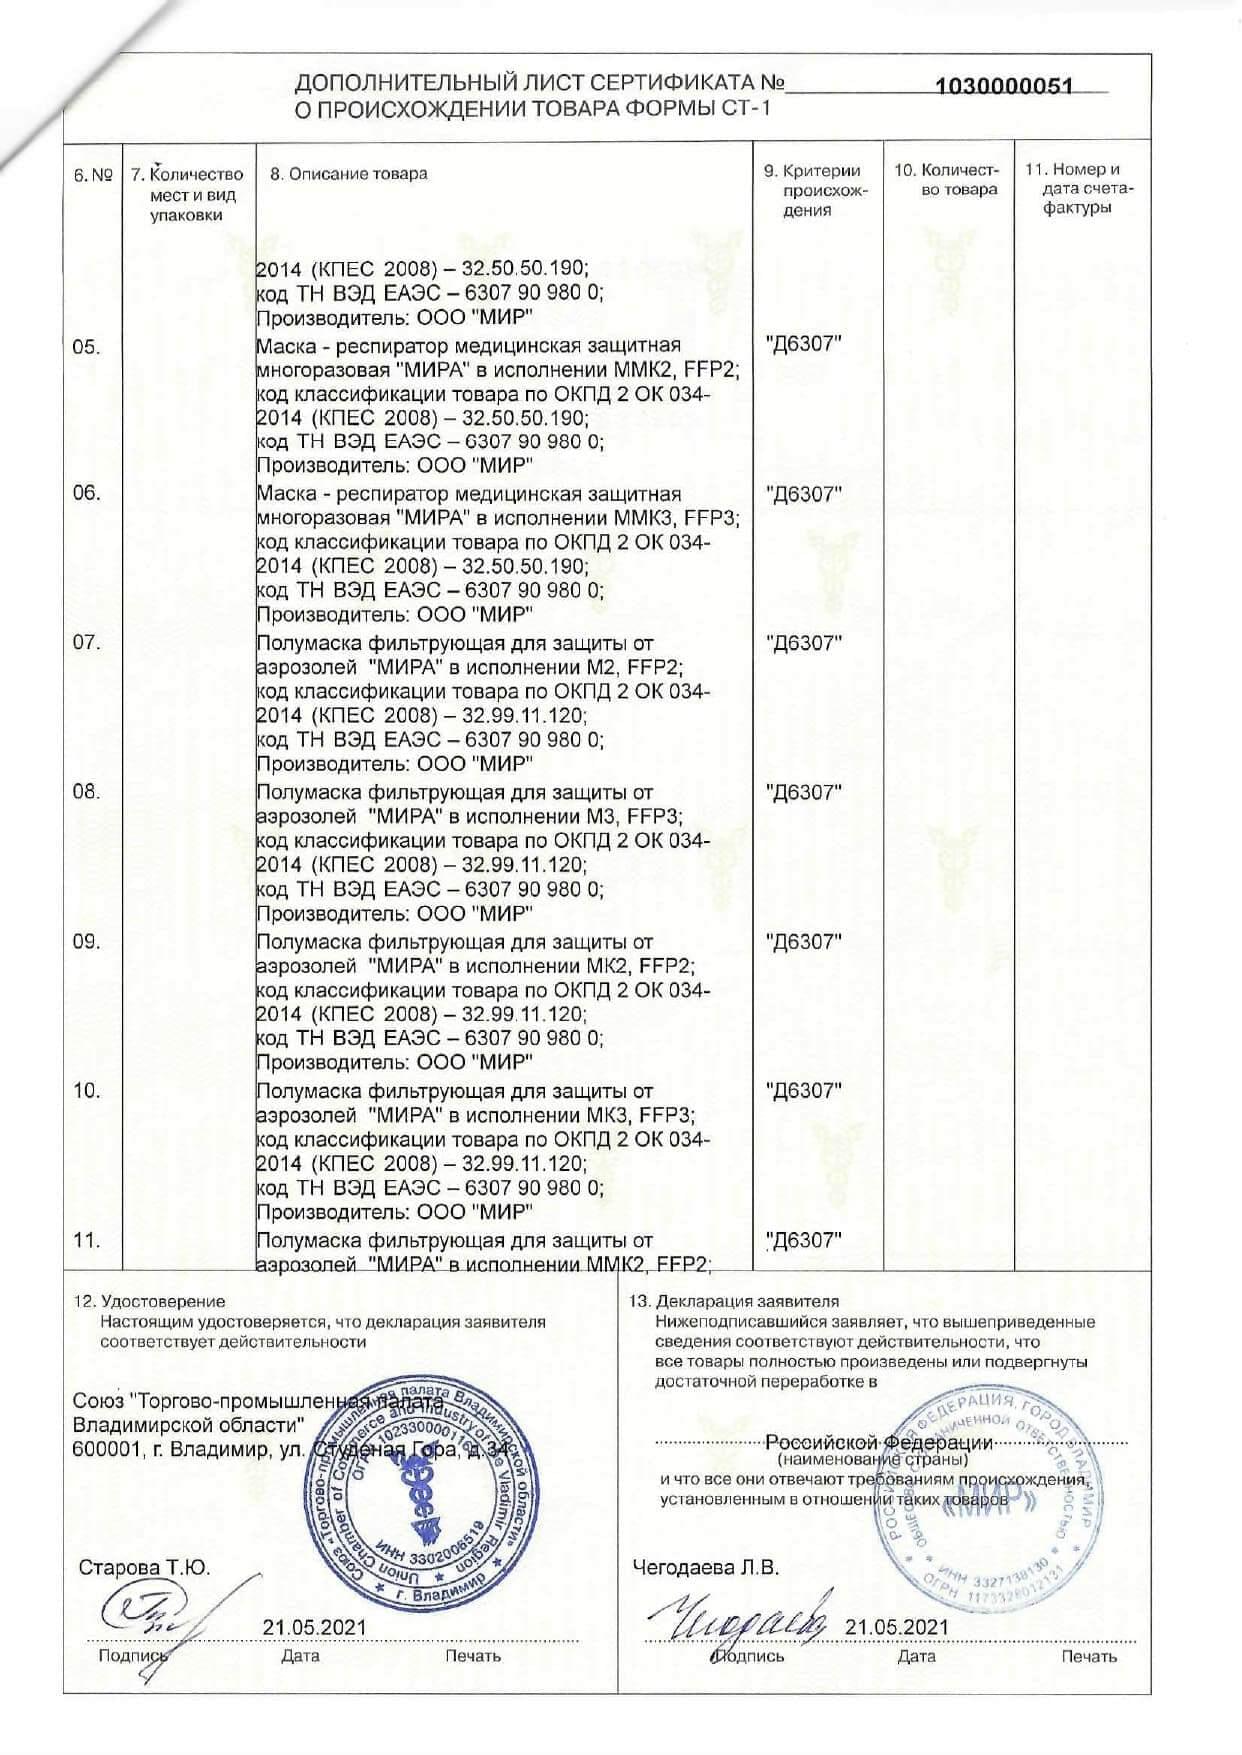 ДОПОЛНИТЕЛЬНЫЙ ЛИСТ СЕРТИФИКАТА № 1030000051
О ПРОИСХОЖДЕНИИ ТОВАРА ФОРМЫ СТ-1
6. №
7. Количество
мест и вид
упаковки
8. Описание товара
9. Критерии
происхож-
дения
10. Количест-
во товара
11. Номер и
дата счета-
фактуры
2014 (КПЕС 2008) – 32.50.50.190;
код ТН ВЭД ЕАЭС – 6307 90 980 0;
Производитель: ООО "МИР"
05. Маска - респиратор медицинская защитная "Д6307"
многоразовая "МИРА" в исполнении ММК2, FFP2;
код классификации товара по ОКПД 2 ОК 034-
2014 (КПЕС 2008) – 32.50.50.190;
код ТН ВЭД ЕАЭС – 6307 90 980 0;
Производитель: ООО "МИР"
06. Маска - респиратор медицинская защитная "Д6307"
многоразовая "МИРА" в исполнении ММК3, FFP3;
код классификации товара по ОКПД 2 ОК 034-
2014 (КПЕС 2008) – 32.50.50.190;
код ТН ВЭД ЕАЭС – 6307 90 980 0;
Производитель: ООО "МИР"
07. Полумаска фильтрующая для защиты от "Д6307"
аэрозолей "МИРА" в исполнении М2, FFP2;
код классификации товара по ОКПД 2 ОК 034-
2014 (КПЕС 2008) – 32.99.11.120;
код ТН ВЭД ЕАЭС – 6307 90 980 0;
Производитель: ООО "МИР"
08. Полумаска фильтрующая для защиты от "Д6307"
аэрозолей "МИРА" в исполнении М3, FFP3;
код классификации товара по ОКПД 2 ОК 034-
2014 (КПЕС 2008) – 32.99.11.120;
код ТН ВЭД ЕАЭС – 6307 90 980 0;
Производитель: ООО "МИР"
09. Полумаска фильтрующая для защиты от "Д6307"
аэрозолей "МИРА" в исполнении МК2, FFP2;
код классификации товара по ОКПД 2 ОК 034-
2014 (КПЕС 2008) – 32.99.11.120;
код ТН ВЭД ЕАЭС – 6307 90 980 0;
Производитель: ООО "МИР"
10. Полумаска фильтрующая для защиты от "Д6307"
аэрозолей "МИРА" в исполнении МК3, FFP3;
код классификации товара по ОКПД 2 ОК 034-
2014 (КПЕС 2008) – 32.99.11.120;
код ТН ВЭД ЕАЭС – 6307 90 980 0;
Производитель: ООО "МИР"
11. Полумаска фильтрующая для защиты от "Д6307"
аэрозолей "МИРА" в исполнении ММК2, FFP2;
12. Удостоверение
Настоящим удостоверяется, что декларация заявителя
соответствует действительности
Союз "Торгово-промышленная палата
Владимирской области"
600001, г. Владимир, ул. Студеная Гора, д.34
Союз «Торгово-промышленная палата Владимирской области»
г. Владимир
Union Chamber of Commerce and Industry of the Vladimir Region
ИНН 3302006519
Старова Т.Ю.
21.05.2021
Подпись Дата Печать
13. Декларация заявителя
Нижеподписавшийся заявляет, что вышеприведенные
сведения соответствуют действительности, что
все товары полностью произведены или подвергнуты
достаточной переработке в
Российской Федерации
(наименование страны)
и что все они отвечают требованиям происхождения,
установленным в отношении таких товаров
РОССИЙСКАЯ ФЕДЕРАЦИЯ, ГОРОД ВЛАДИМИР
ОБЩЕСТВО С ОГРАНИЧЕННОЙ ОТВЕТСТВЕННОСТЬЮ
«МИР»
ИНН 3327138130
ОГРН 1173328012131
Чегодаева Л.В.
Чегодаева 21.05.2021
Подпись Дата Печать